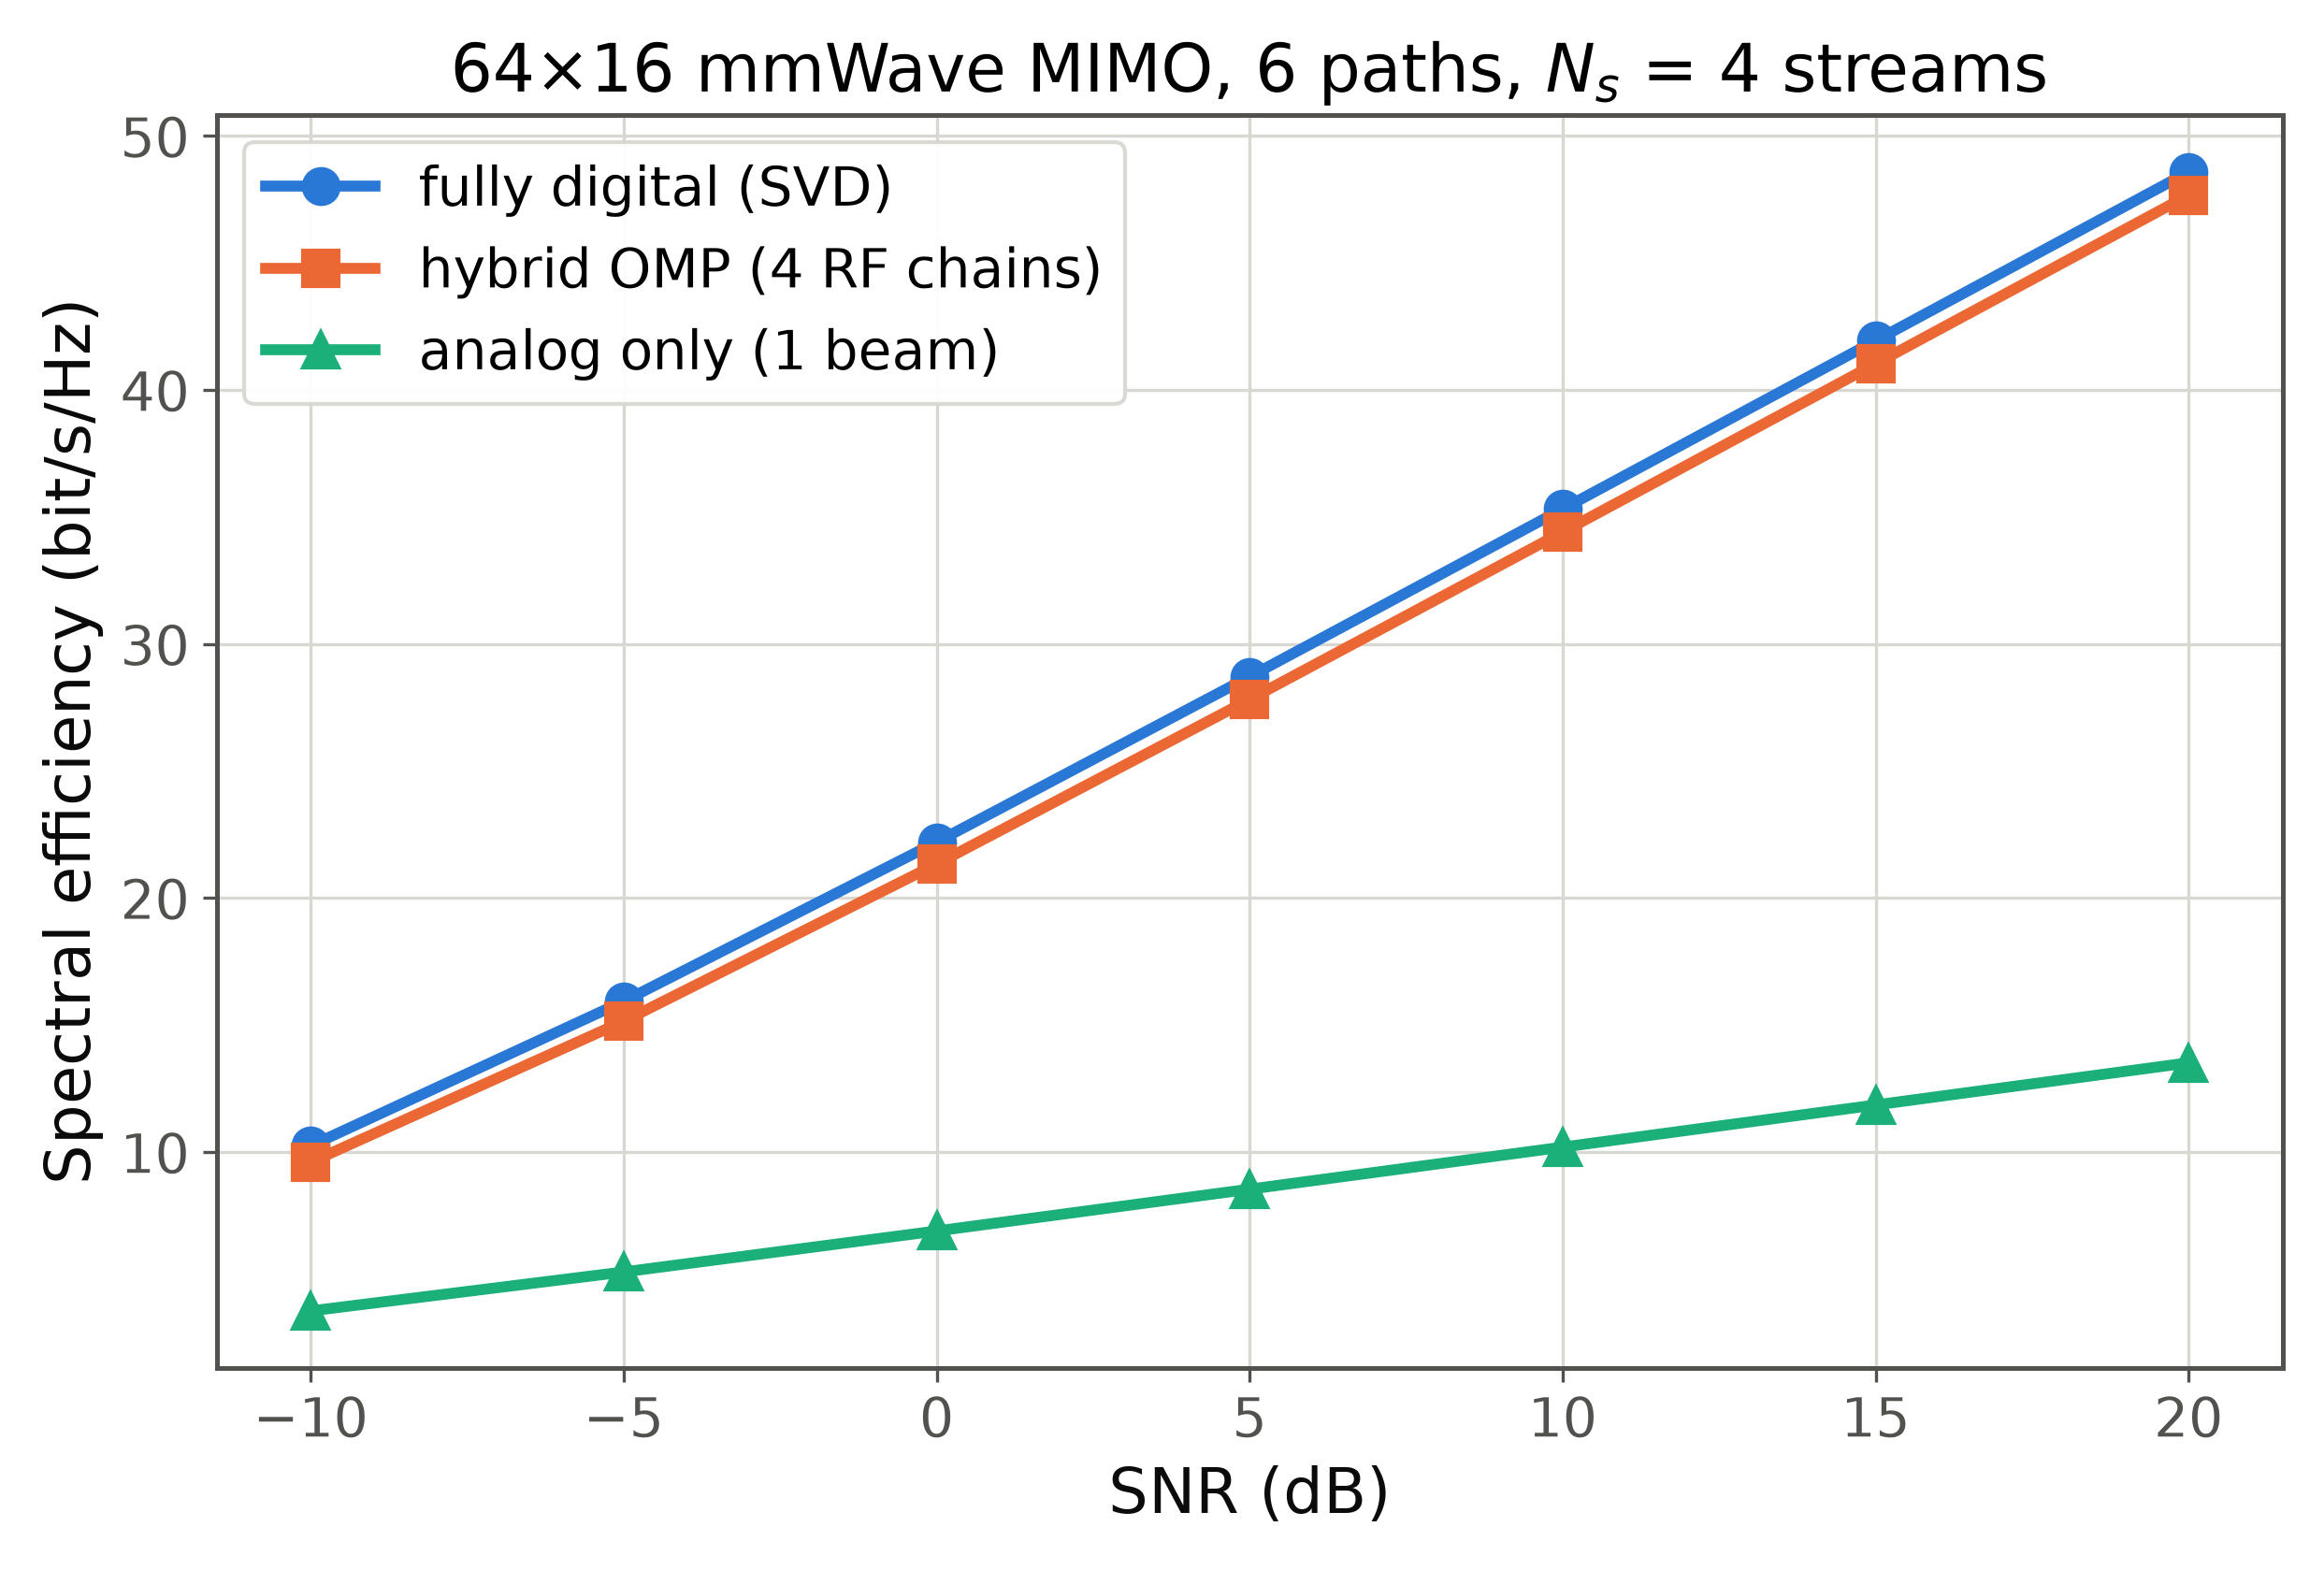 64×16 mmWave MIMO, 6 paths, Nₛ = 4 streams
fully digital (SVD)
hybrid OMP (4 RF chains)
analog only (1 beam)
Spectral efficiency (bit/s/Hz)
50
40
30
20
10
−10 −5 0 5 10 15 20
SNR (dB)